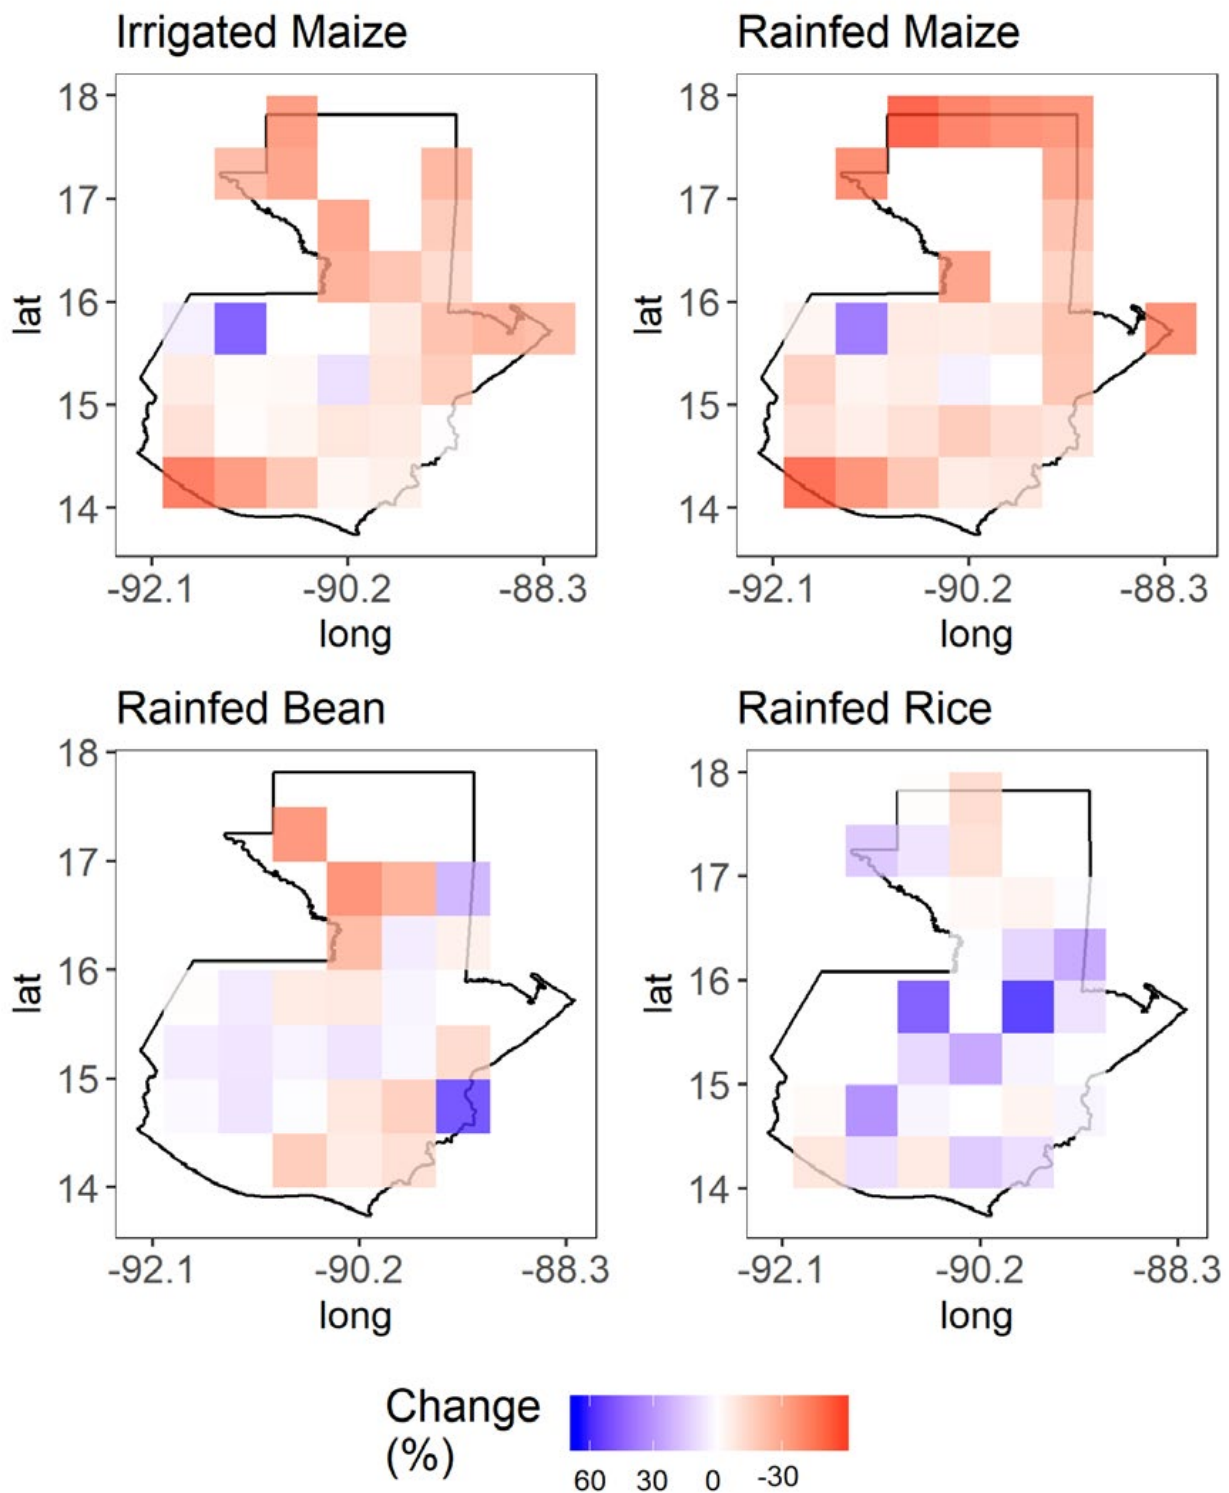 Irrigated Maize
Rainfed Maize
18
17
16
15
14
lat
-92.1 -90.2 -88.3
long
18
17
16
15
14
lat
-92.1 -90.2 -88.3
long
Rainfed Bean
Rainfed Rice
18
17
16
15
14
lat
-92.1 -90.2 -88.3
long
18
17
16
15
14
lat
-92.1 -90.2 -88.3
long
Change
(%)
60 30 0 -30